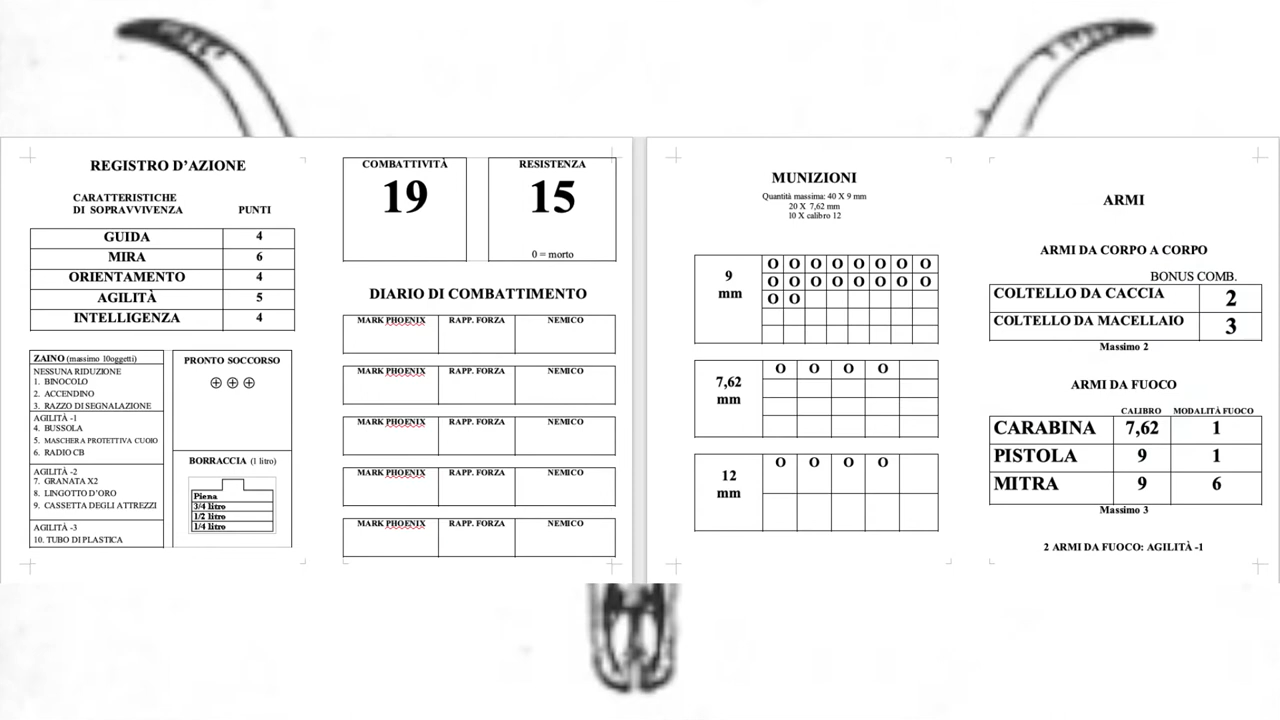 REGISTRO D'AZIONE
CARATTERISTICHE
DI SOPRAVVIVENZA PUNTI
GUIDA 4
MIRA 6
ORIENTAMENTO 4
AGILITÀ 5
INTELLIGENZA 4
ZAINO (massimo 10oggetti)
NESSUNA RIDUZIONE
1. BINOCOLO
2. ACCENDINO
3. RAZZO DI SEGNALAZIONE
AGILITÀ -1
4. BUSSOLA
5. MASCHERA PROTETTIVA CUOIO
6. RADIO CB
AGILITÀ -2
7. GRANATA X2
8. LINGOTTO D'ORO
9. CASSETTA DEGLI ATTREZZI
AGILITÀ -3
10. TUBO DI PLASTICA
PRONTO SOCCORSO
BORRACCIA (1 litro)
Piena
3/4 litro
1/2 litro
1/4 litro
COMBATTIVITÀ
19
RESISTENZA
15
0 = morto
DIARIO DI COMBATTIMENTO
MARK PHOENIX RAPP. FORZA NEMICO
MARK PHOENIX RAPP. FORZA NEMICO
MARK PHOENIX RAPP. FORZA NEMICO
MARK PHOENIX RAPP. FORZA NEMICO
MARK PHOENIX RAPP. FORZA NEMICO
MUNIZIONI
Quantità massima: 40 X 9 mm
20 X 7,62 mm
10 X calibro 12
9
mm
O O O O O O O O
O O O O O O O O
O O
7,62
mm
O O O O
12
mm
O O O O
ARMI
ARMI DA CORPO A CORPO
BONUS COMB.
COLTELLO DA CACCIA 2
COLTELLO DA MACELLAIO 3
Massimo 2
ARMI DA FUOCO
CALIBRO MODALITÀ FUOCO
CARABINA 7,62 1
PISTOLA 9 1
MITRA 9 6
Massimo 3
2 ARMI DA FUOCO: AGILITÀ -1